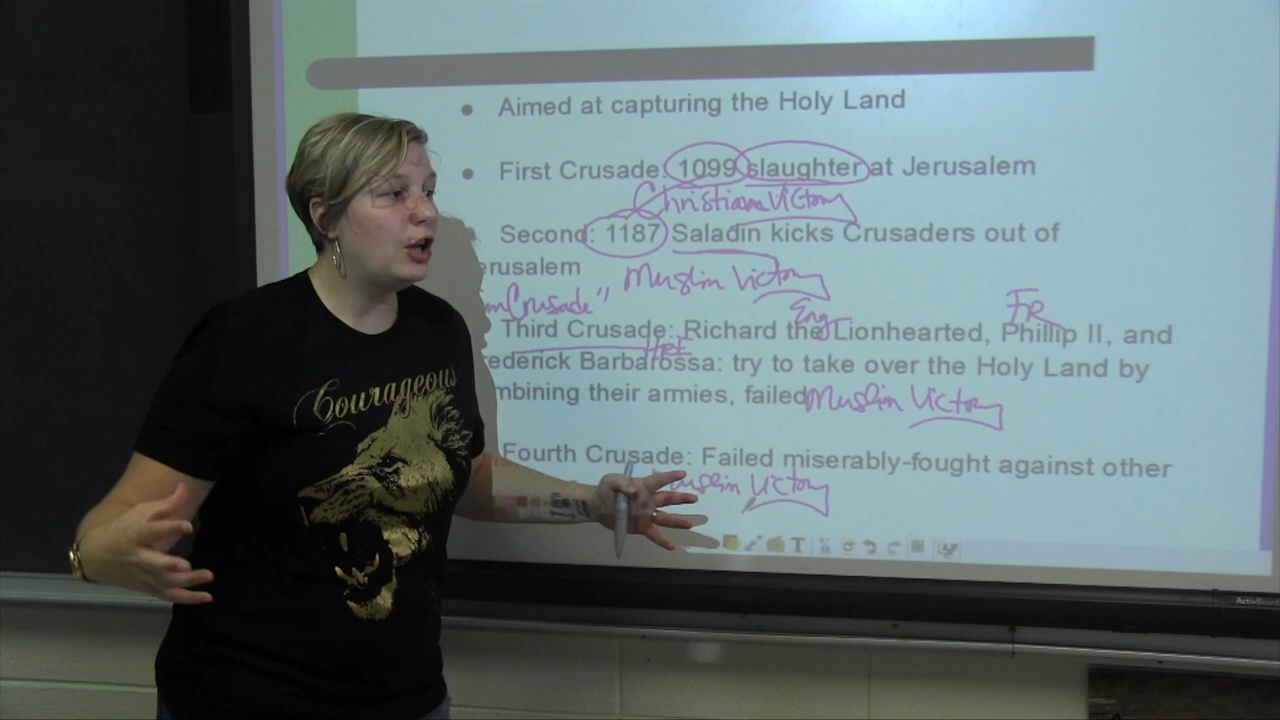 Aimed at capturing the Holy Land
First Crusade: 1099 slaughter at Jerusalem
Christian Victory
Second: 1187 Saladin kicks Crusaders out of
erusalem
Muslim Victory
Crusade"
Eng
FR
Third Crusade: Richard the Lionhearted, Phillip II, and
HRE
ederick Barbarossa: try to take over the Holy Land by
mbining their armies, failed
Muslim Victory
Fourth Crusade: Failed miserably-fought against other
uslim Victory
Courageous
T